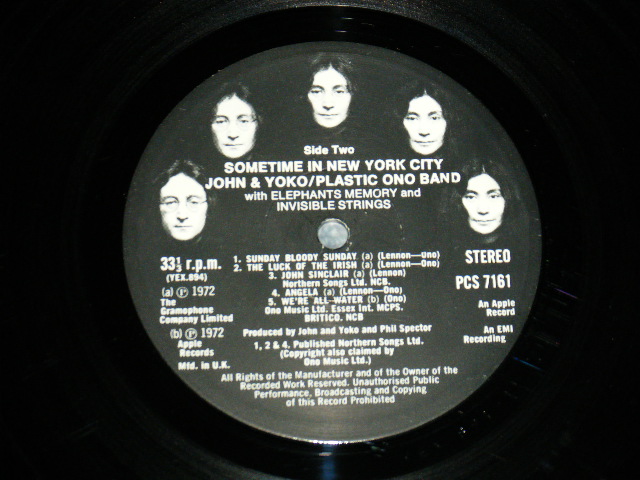 Side Two
SOMETIME IN NEW YORK CITY
JOHN & YOKO/PLASTIC ONO BAND
with ELEPHANTS MEMORY and
INVISIBLE STRINGS
33⅓ r.p.m.
(YEX.894)
(a) ℗ 1972
The
Gramophone
Company Limited
(b) ℗ 1972
Apple
Records
Mfd. in U.K.
1. SUNDAY BLOODY SUNDAY (a) (Lennon—Ono)
2. THE LUCK OF THE IRISH (a) (Lennon—Ono)
3. JOHN SINCLAIR (a) (Lennon)
Northern Songs Ltd. NCB.
4. ANGELA (a) (Lennon—Ono)
5. WE'RE ALL WATER (b) (Ono)
Ono Music Ltd. Essex Int. MCPS.
BRITICO. NCB
Produced by John and Yoko and Phil Spector
1, 2 & 4. Published Northern Songs Ltd.
(Copyright also claimed by
Ono Music Ltd.)
STEREO
PCS 7161
An Apple
Record
An EMI
Recording
All Rights of the Manufacturer and of the Owner of the
Recorded Work Reserved. Unauthorised Public
Performance, Broadcasting and Copying
of this Record Prohibited